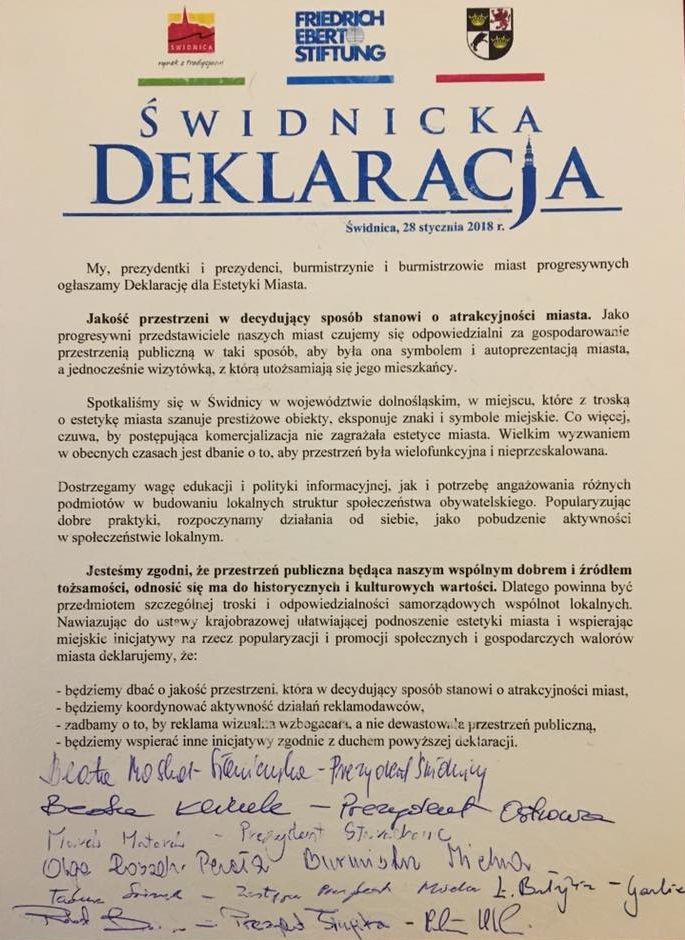 ŚWIDNICA
rynek z tradycjami
FRIEDRICH
EBERT
STIFTUNG
ŚWIDNICKA
DEKLARACJA
Świdnica, 28 stycznia 2018 r.
My, prezydentki i prezydenci, burmistrzynie i burmistrzowie miast progresywnych
ogłaszamy Deklarację dla Estetyki Miasta.
Jakość przestrzeni w decydujący sposób stanowi o atrakcyjności miasta. Jako
progresywni przedstawiciele naszych miast czujemy się odpowiedzialni za gospodarowanie
przestrzenią publiczną w taki sposób, aby była ona symbolem i autoprezentacją miasta,
a jednocześnie wizytówką, z którą utożsamiają się jego mieszkańcy.
Spotkaliśmy się w Świdnicy w województwie dolnośląskim, w miejscu, które z troską
o estetykę miasta szanuje prestiżowe obiekty, eksponuje znaki i symbole miejskie. Co więcej,
czuwa, by postępująca komercjalizacja nie zagrażała estetyce miasta. Wielkim wyzwaniem
w obecnych czasach jest dbanie o to, aby przestrzeń była wielofunkcyjna i nieprzeskalowana.
Dostrzegamy wagę edukacji i polityki informacyjnej, jak i potrzebę angażowania różnych
podmiotów w budowaniu lokalnych struktur społeczeństwa obywatelskiego. Popularyzując
dobre praktyki, rozpoczynamy działania od siebie, jako pobudzenie aktywności
w społeczeństwie lokalnym.
Jesteśmy zgodni, że przestrzeń publiczna będąca naszym wspólnym dobrem i źródłem
tożsamości, odnosić się ma do historycznych i kulturowych wartości. Dlatego powinna być
przedmiotem szczególnej troski i odpowiedzialności samorządowych wspólnot lokalnych.
Nawiązując do ustawy krajobrazowej ułatwiającej podnoszenie estetyki miasta i wspierając
miejskie inicjatywy na rzecz popularyzacji i promocji społecznych i gospodarczych walorów
miasta deklarujemy, że:
- będziemy dbać o jakość przestrzeni, która w decydujący sposób stanowi o atrakcyjności miast,
- będziemy koordynować aktywność działań reklamodawców,
- zadbamy o to, by reklama wizualna wzbogacała, a nie dewastowała przestrzeń publiczną,
- będziemy wspierać inne inicjatywy zgodnie z duchem powyższej deklaracji.
Beata Moskal-Słaniewska - Prezydent Świdnicy
Beata Klimek - Prezydent Ostrowa
Marek Materek - Prezydent
Olga Burmistrz
- Prezydent Słupska -